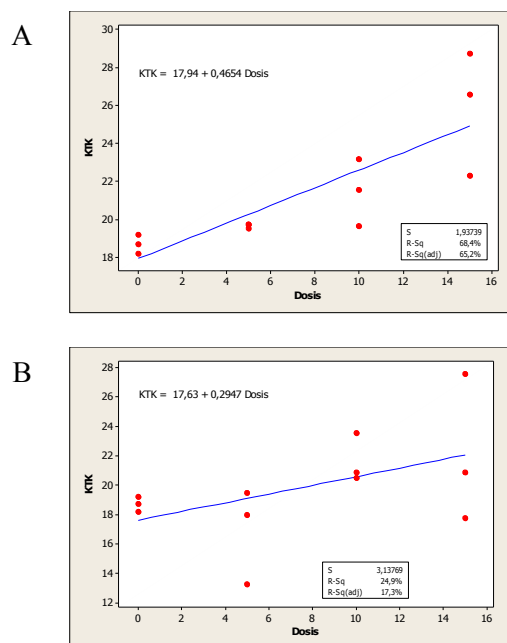 A
30
KTK = 17,94 + 0,4654 Dosis
28
26
KTK
24
22
20
S 1,93739
R-Sq 68,4%
R-Sq(adj) 65,2%
18
0 2 4 6 8 10 12 14 16
Dosis
B
28
KTK = 17,63 + 0,2947 Dosis
26
24
22
KTK
20
18
16
S 3,13769
R-Sq 24,9%
R-Sq(adj) 17,3%
14
12
0 2 4 6 8 10 12 14 16
Dosis